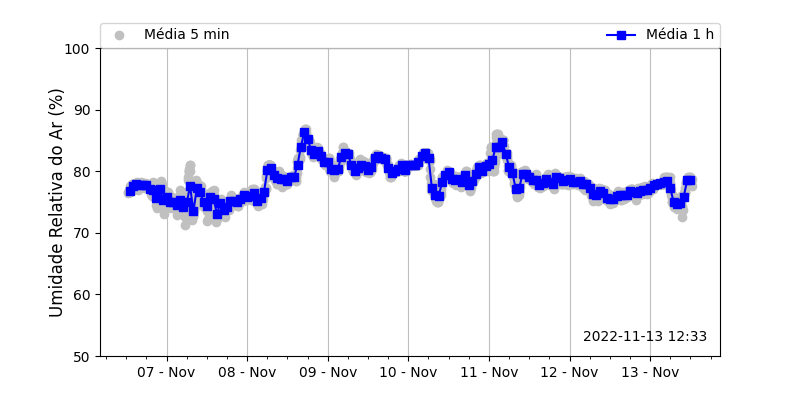 Média 5 min Média 1 h
100
90
80
70
60
50
Umidade Relativa do Ar (%)
2022-11-13 12:33
07 - Nov 08 - Nov 09 - Nov 10 - Nov 11 - Nov 12 - Nov 13 - Nov